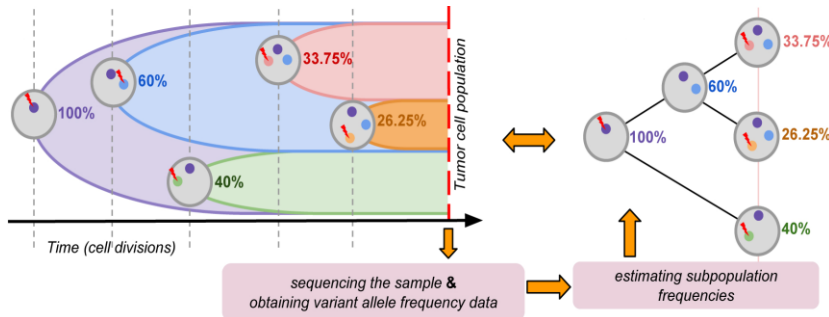 33.75%
60%
100%
26.25%
40%
Tumor cell population
Time (cell divisions)
sequencing the sample &
obtaining variant allele frequency data
33.75%
60%
100%
26.25%
40%
estimating subpopulation
frequencies